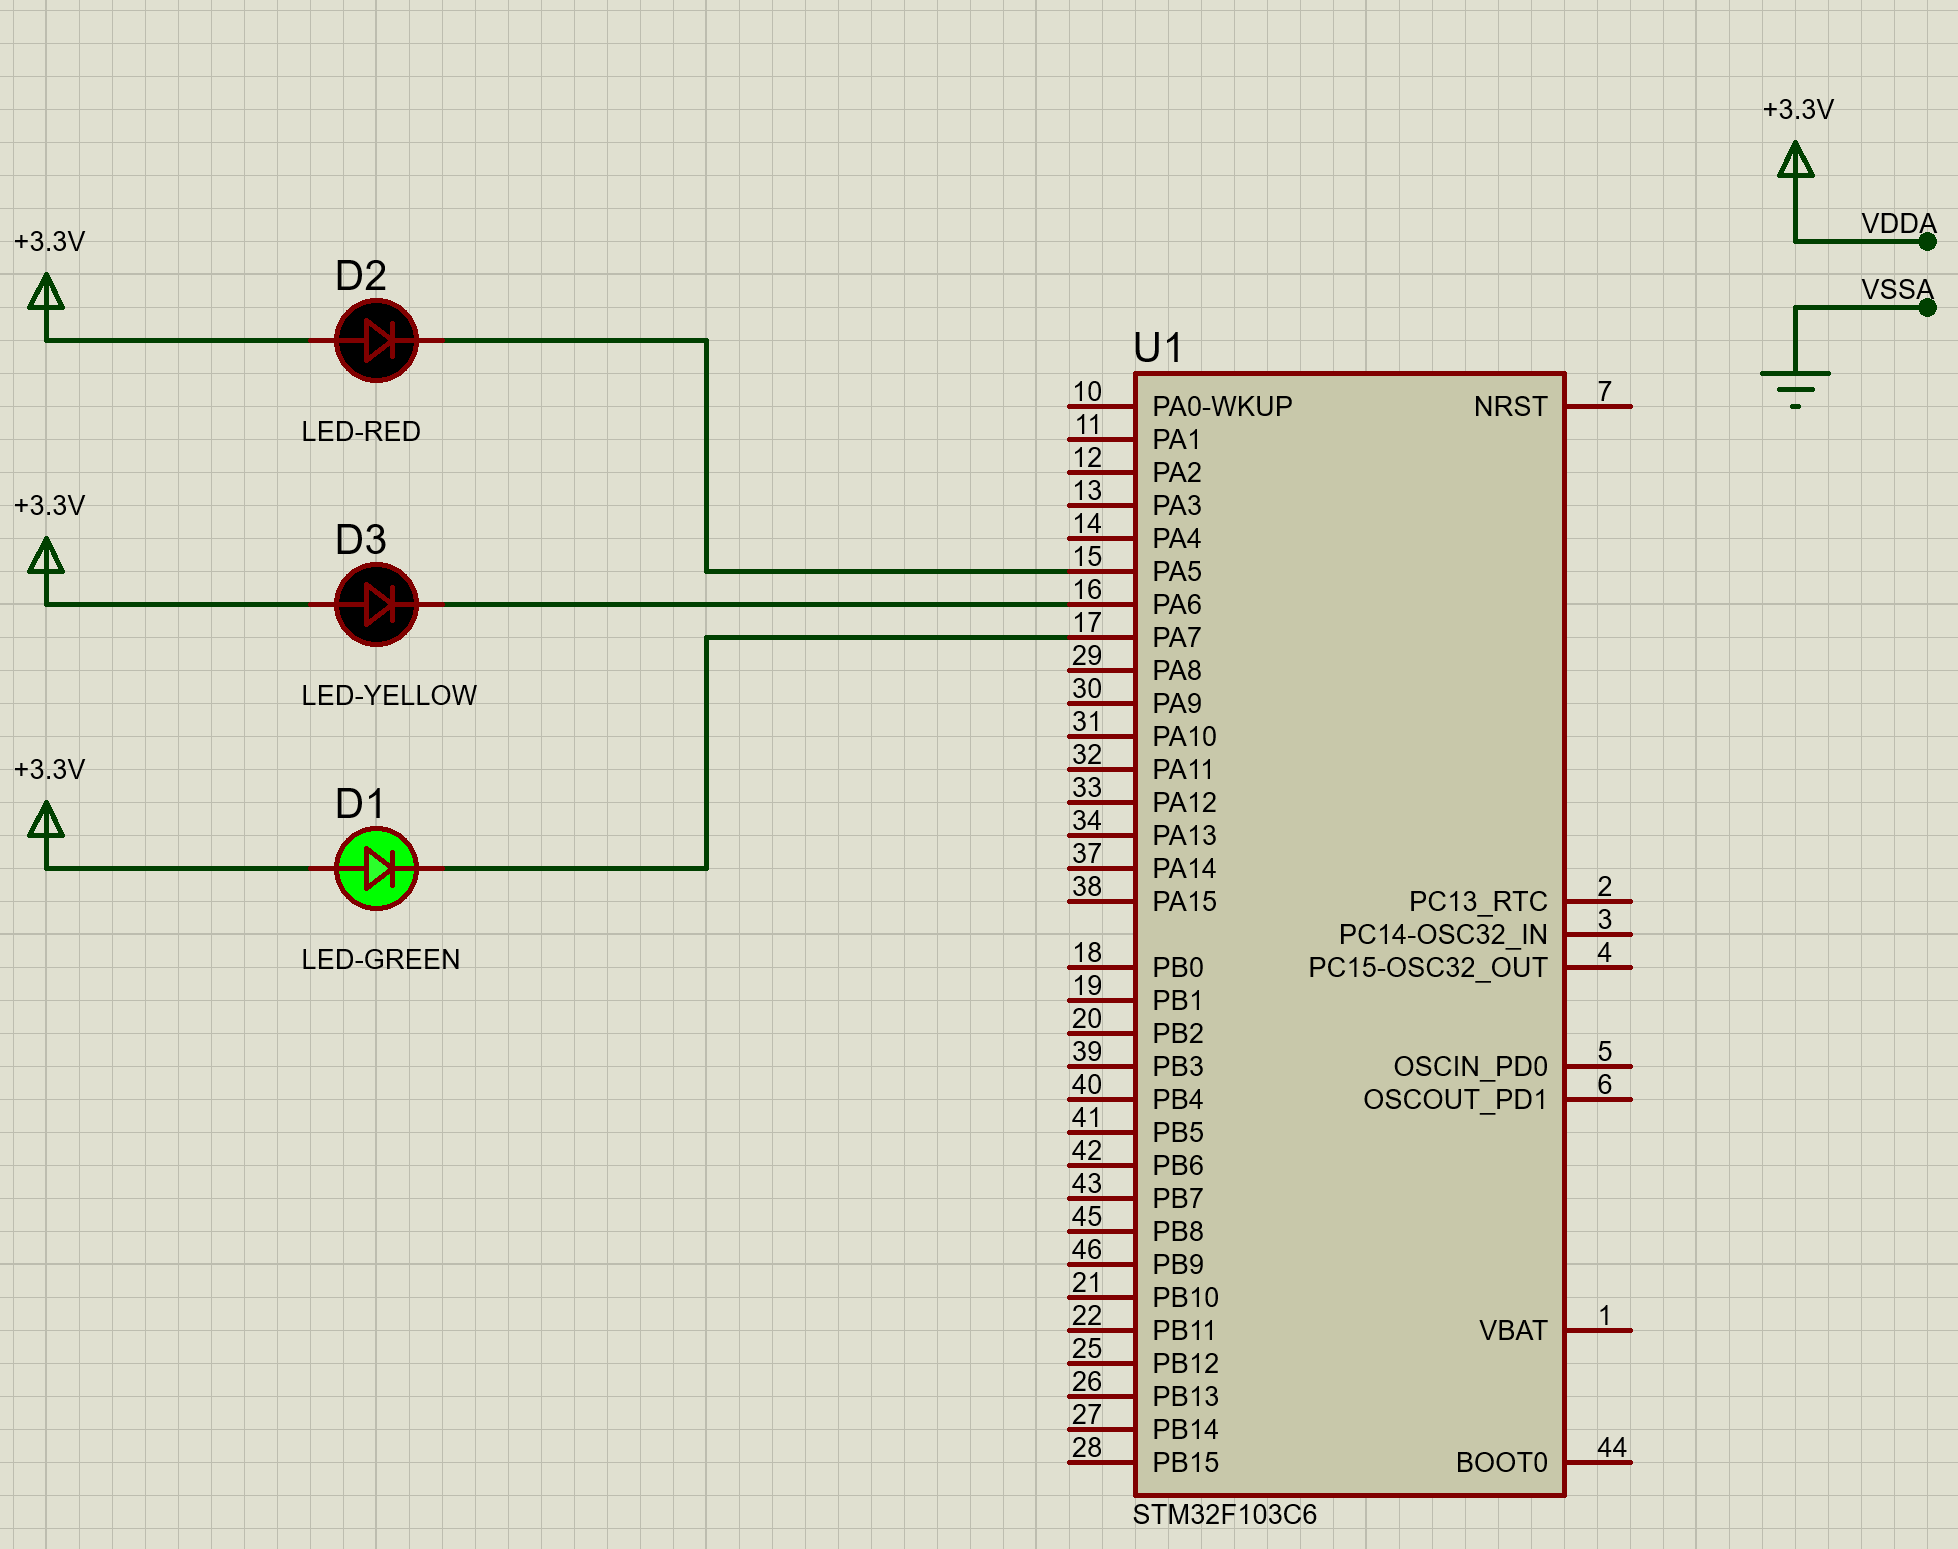 +3.3V
VDDA
VSSA
+3.3V
D2
LED-RED
+3.3V
D3
LED-YELLOW
+3.3V
D1
LED-GREEN
U1
10 PA0-WKUP NRST 7
11 PA1
12 PA2
13 PA3
14 PA4
15 PA5
16 PA6
17 PA7
29 PA8
30 PA9
31 PA10
32 PA11
33 PA12
34 PA13
37 PA14
38 PA15 PC13_RTC 2
PC14-OSC32_IN 3
18 PB0 PC15-OSC32_OUT 4
19 PB1
20 PB2
39 PB3 OSCIN_PD0 5
40 PB4 OSCOUT_PD1 6
41 PB5
42 PB6
43 PB7
45 PB8
46 PB9
21 PB10
22 PB11 VBAT 1
25 PB12
26 PB13
27 PB14
28 PB15 BOOT0 44
STM32F103C6